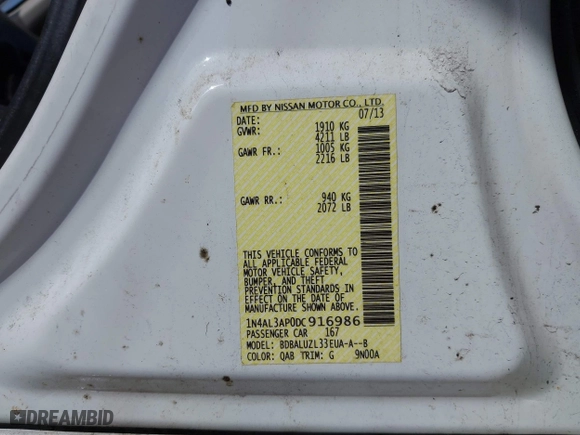 MFD BY NISSAN MOTOR CO., LTD.
DATE: 07/13
GVWR: 1910 KG
4211 LB
GAWR FR.: 1005 KG
2216 LB
GAWR RR.: 940 KG
2072 LB
THIS VEHICLE CONFORMS TO
ALL APPLICABLE FEDERAL
MOTOR VEHICLE SAFETY,
BUMPER, AND THEFT
PREVENTION STANDARDS IN
EFFECT ON THE DATE OF
MANUFACTURE SHOWN ABOVE.
1N4AL3AP0DC916986
PASSENGER CAR 167
MODEL: BDBALUZL33EUA-A--B
COLOR: QAB TRIM: G 9N00A
DREAMBID